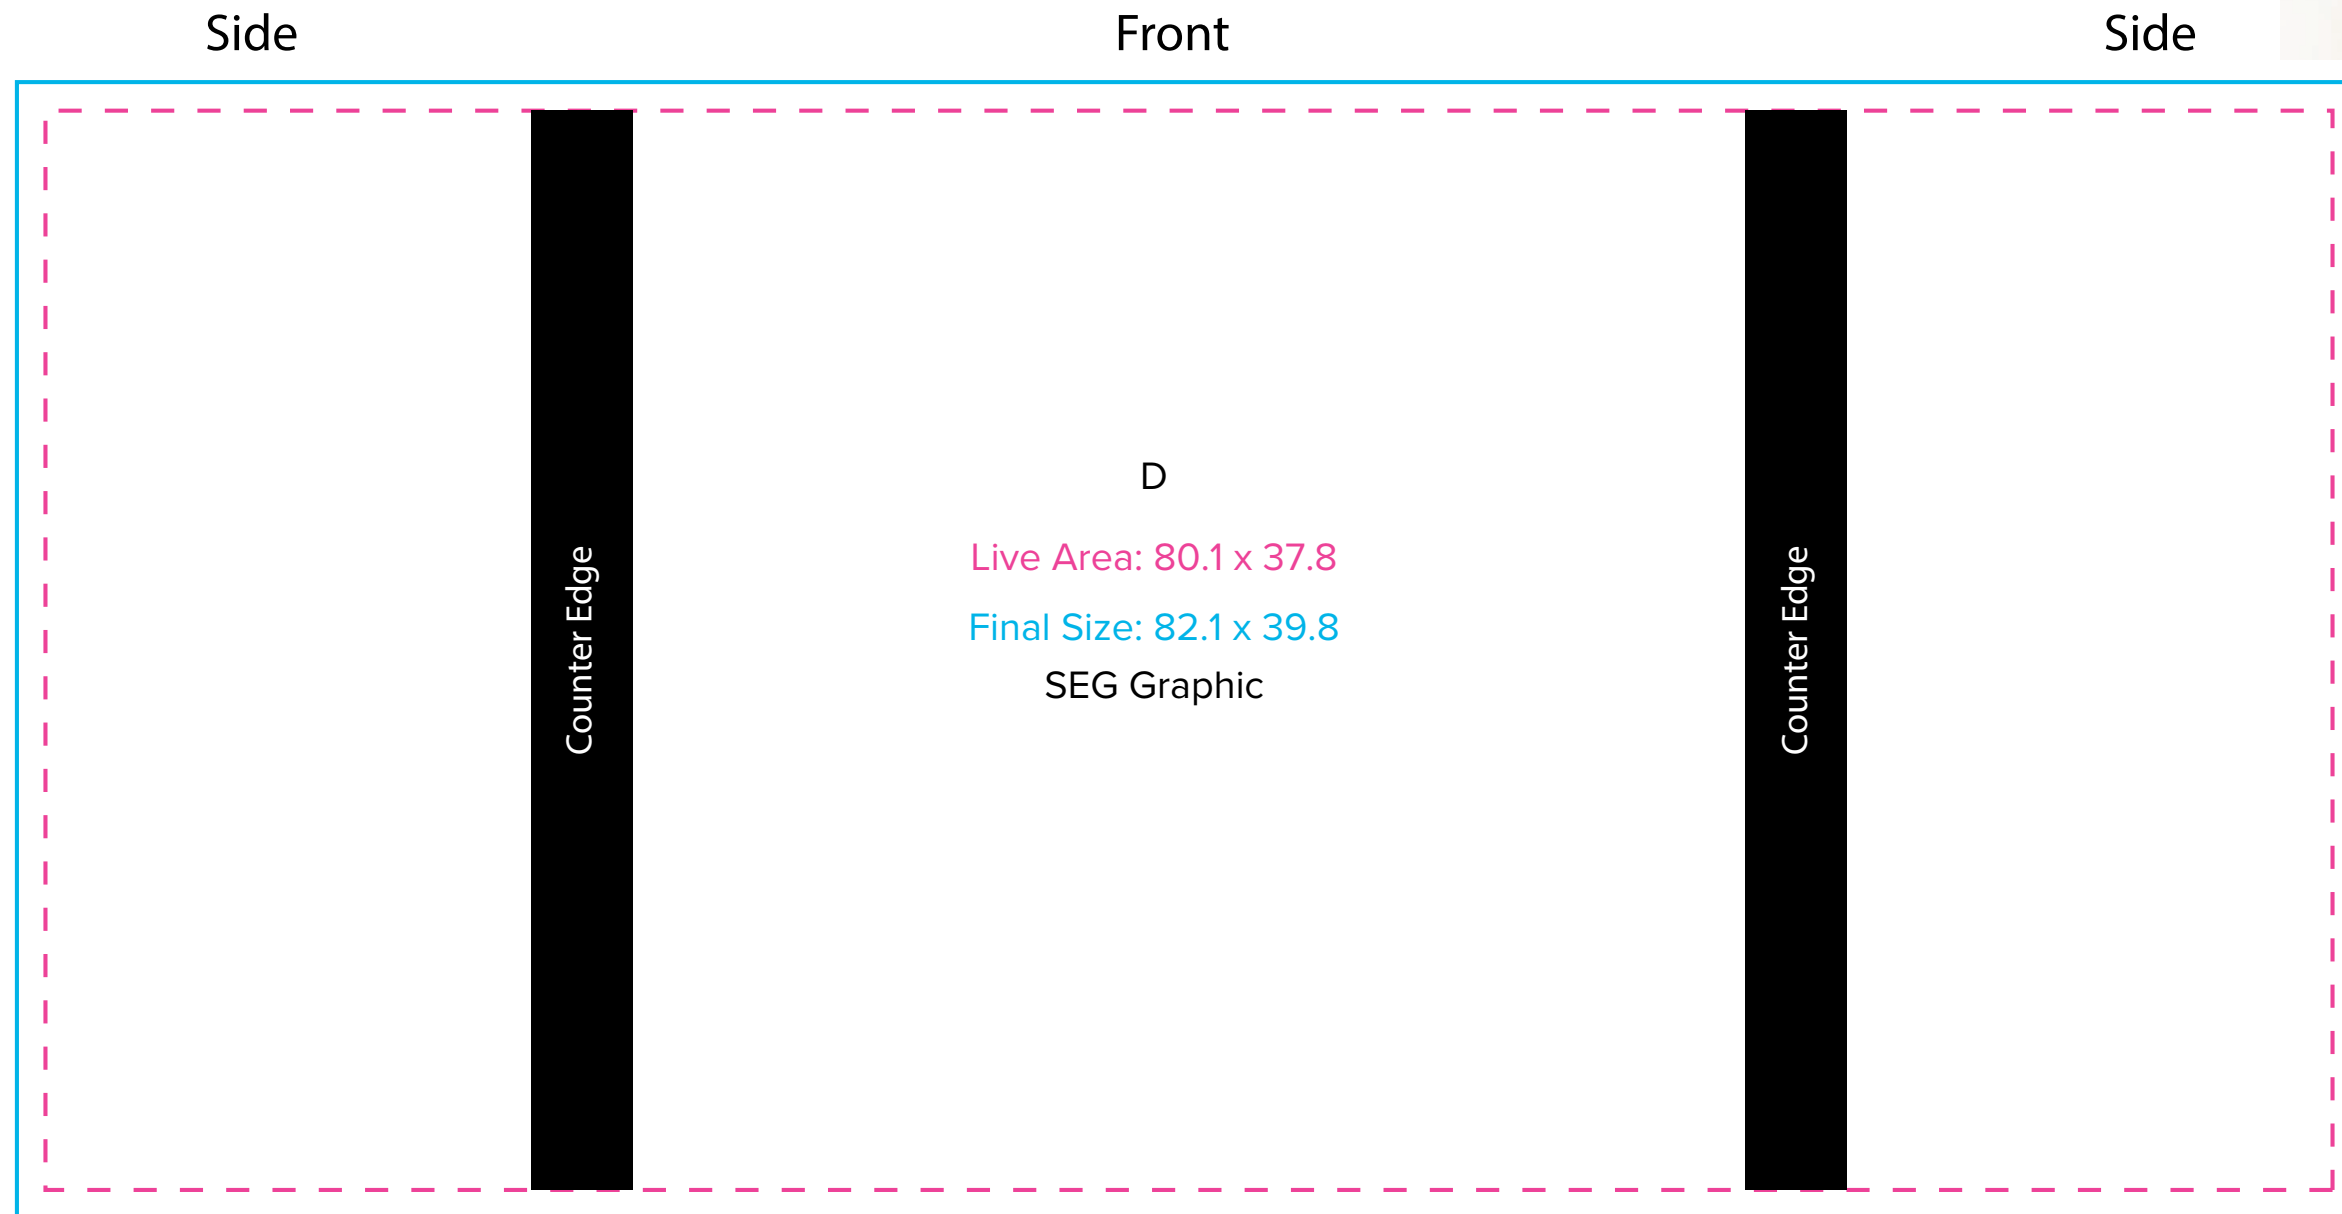 Side
Front
Side
D
Live Area: 80.1 x 37.8
Final Size: 82.1 x 39.8
SEG Graphic
Counter Edge
Counter Edge